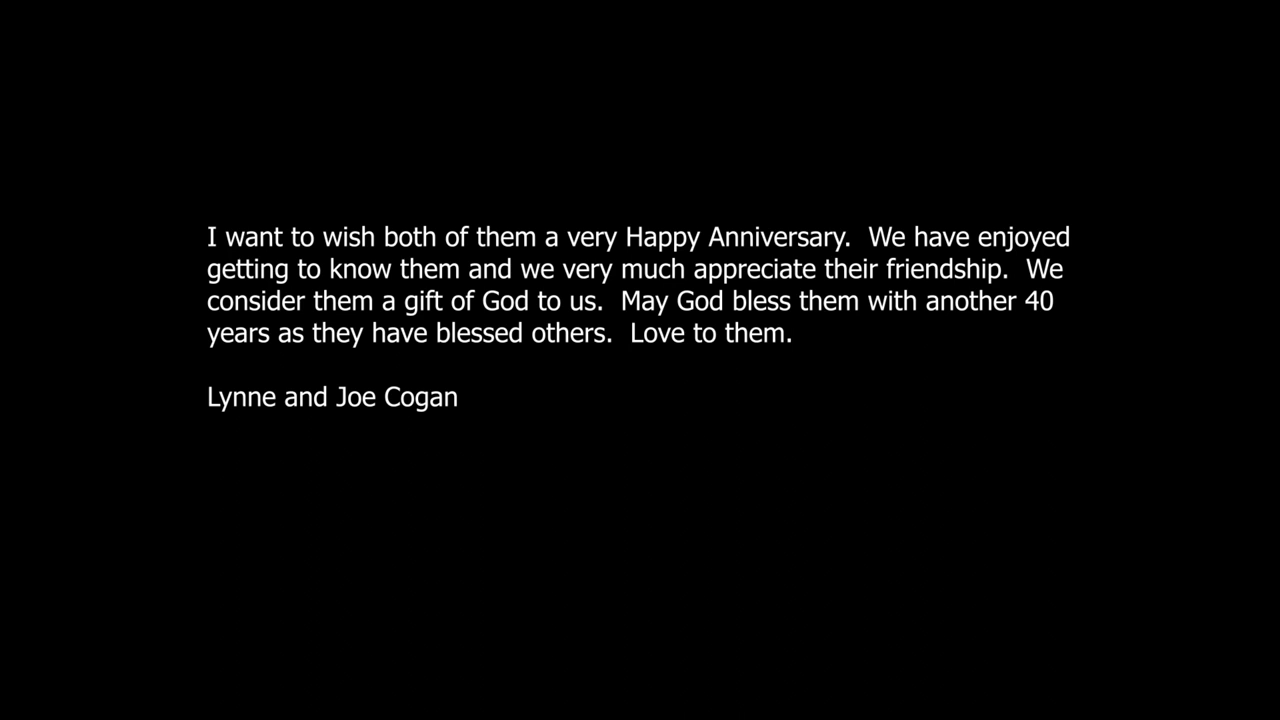 I want to wish both of them a very Happy Anniversary.  We have enjoyed
getting to know them and we very much appreciate their friendship.  We
consider them a gift of God to us.  May God bless them with another 40
years as they have blessed others.  Love to them.
Lynne and Joe Cogan